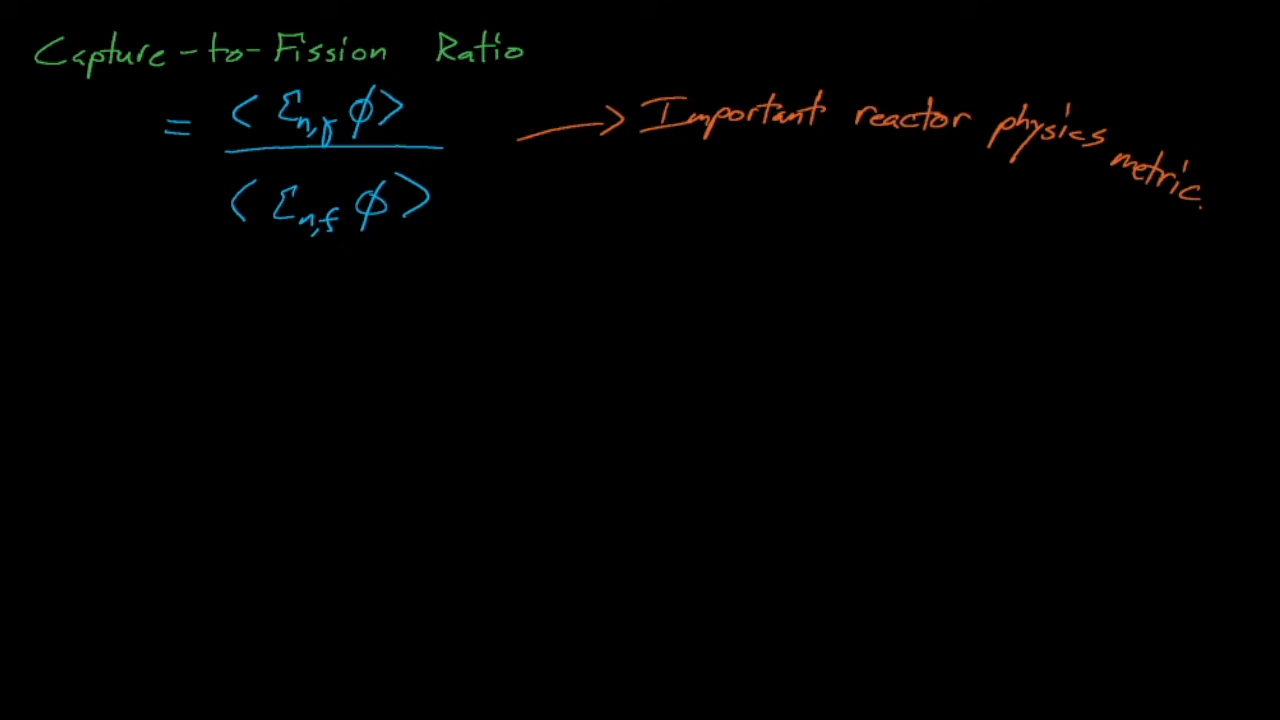 Capture-to-Fission Ratio
= <Σn,γ ϕ> / <Σn,f ϕ> → Important reactor physics metric.